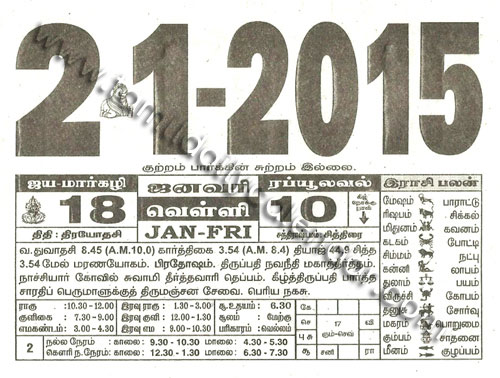 2-1-2015
www.tamildailycalendar.com
குற்றம் பார்க்கின் சுற்றம் இல்லை.
ஜய-மார்கழி ஜனவரி ரப்யூலவல் இராசி பலன்
18 வெள்ளி 10
திதி : திரயோதசி JAN-FRI சந்திரஷ்டமம்-சித்திரை
வ. துவாதசி 8.45 (A.M.10.0) கார்த்திகை 3.54 (A.M. 8.4) தியாஜ் 44.9 சித்த
3.54 மேல் மரணயோகம். பிரதோஷம். திருப்பதி நவநீதி மகாதீர்த்தம்.
நாச்சியார் கோவில் சுவாமி தீர்த்தவாரி தெப்பம். கீழ்த்திருப்பதி பார்த்த
சாரதிப் பெருமாளுக்குத் திருமஞ்சன சேவை. பெரிய நகசு.
மேஷம் பாராட்டு
ரிஷபம் சிக்கல்
மிதுனம் கவனம்
கடகம் போட்டி
சிம்மம் நட்பு
கன்னி லாபம்
துலாம் பயம்
விருச்சி கோபம்
தனுசு சோர்வு
மகரம் பொறுமை
கும்பம் சாதனை
மீனம் சுழப்பம்
ராகு 10.30 - 12.00 இரவு 1.30 - 3.00 சூ.உதயம் : 6.30
குளிகை 7.30 - 9.00 இரவு குளி 12.00 - 1.30 சூலம் : மேற்கு
எமகண்டம் 3.00 - 4.30 இரவு எம 9.00 - 10.30 பரிகாரம் : வெல்லம்
2 நல்ல நேரம் : காலை : 9.30 - 10.30 மாலை: 4.30 - 5.30
கௌரி ந.நேரம் : காலை: 12.30 - 1.30 மாலை: 6.30 - 7.30
கே
செ 17 வி
பு சு கும்-செவ்
சூ சனி ரா